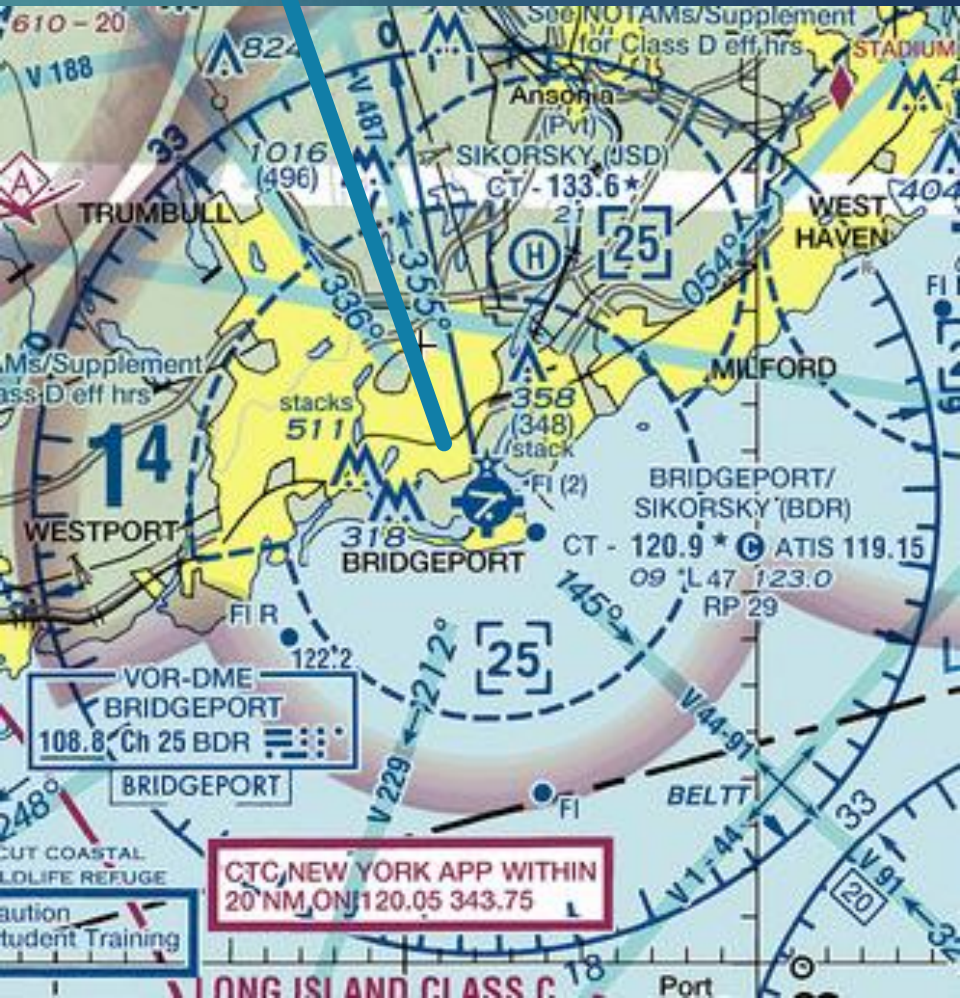 610 - 20
See NOTAMs/Supplement
for Class D eff hrs
V 188
824
0
STADIUM
V 487
Ansonia
(Pvt)
33
1016
(496)
SIKORSKY (JSD)
CT - 133.6 ★
21
A
TRUMBULL
H
25
WEST
HAVEN
404
336°
355°
054°
FI
Ms/Supplement
ass D eff hrs
MILFORD
stacks
511
358
(348)
stack
14
FI (2)
BRIDGEPORT/
SIKORSKY (BDR)
WESTPORT
318
BRIDGEPORT
CT - 120.9 ★ C ATIS 119.15
09 *L 47 123.0
RP 29
145°
FI R
122.2
212°
25
VOR-DME
BRIDGEPORT
108.8 Ch 25 BDR
BRIDGEPORT
V 44-91
V 229
BELTT
FI
248°
33
CUT COASTAL
LDLIFE REFUGE
CTC NEW YORK APP WITHIN
20 NM ON 120.05 343.75
V 1 - 44
V 91
20
aution
tudent Training
18
LONG ISLAND CLASS C
Port